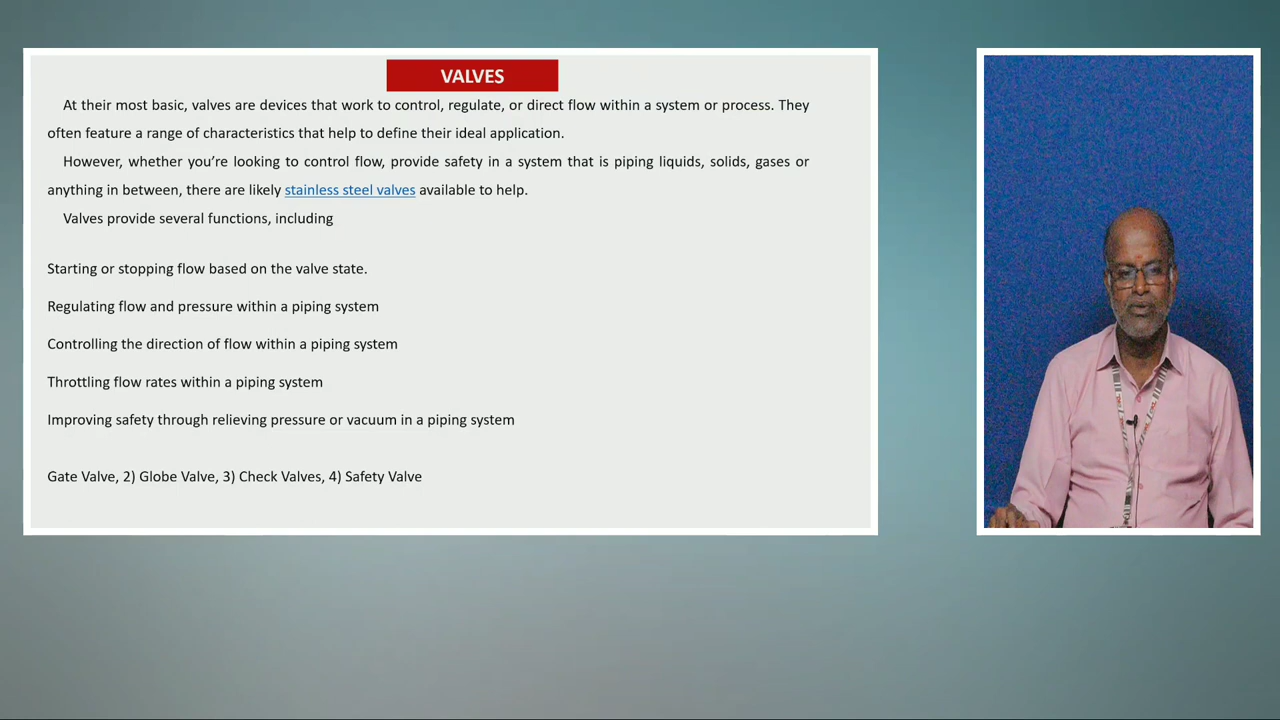 VALVES
At their most basic, valves are devices that work to control, regulate, or direct flow within a system or process. They
often feature a range of characteristics that help to define their ideal application.
However, whether you’re looking to control flow, provide safety in a system that is piping liquids, solids, gases or
anything in between, there are likely stainless steel valves available to help.
Valves provide several functions, including
Starting or stopping flow based on the valve state.
Regulating flow and pressure within a piping system
Controlling the direction of flow within a piping system
Throttling flow rates within a piping system
Improving safety through relieving pressure or vacuum in a piping system
Gate Valve, 2) Globe Valve, 3) Check Valves, 4) Safety Valve